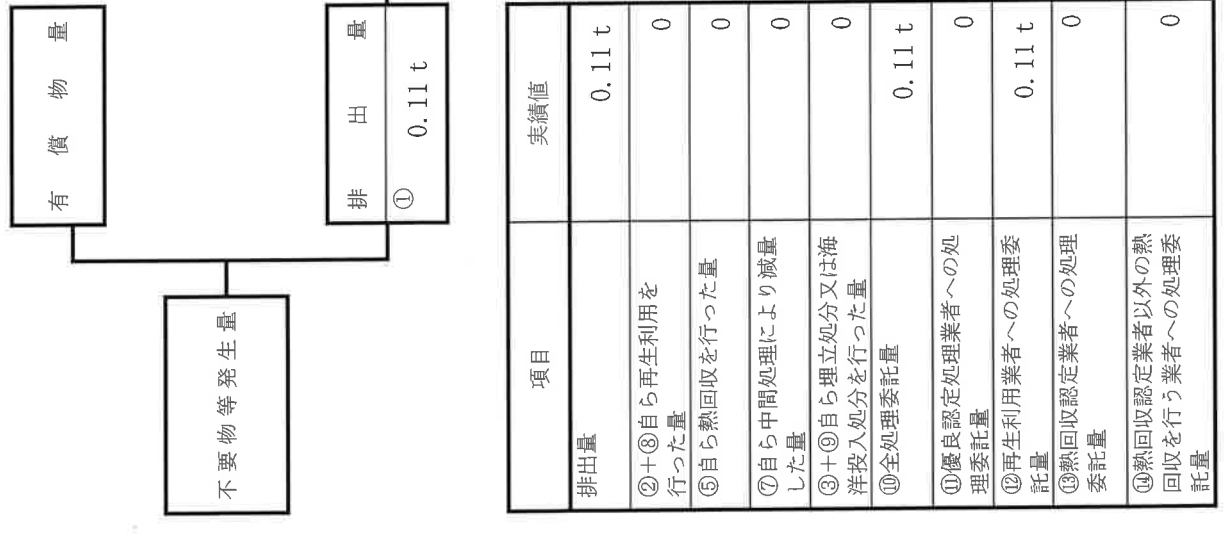 有償物量
不要物等発生量
排出量
①
0.11 t
項目
実績値
排出量
0.11 t
②+⑧自ら再生利用を
行った量
0
⑤自ら熱回収を行った量
0
⑦自ら中間処理により減量
した量
0
③+⑨自ら埋立処分又は海
洋投入処分を行った量
0
⑩全処理委託量
0.11 t
⑪優良認定処理業者への処
理委託量
0
⑫再生利用業者への処理委
託量
0.11 t
⑬熱回収認定業者への処理
委託量
0
⑭熱回収認定業者以外の熱
回収を行う業者への処理委
託量
0